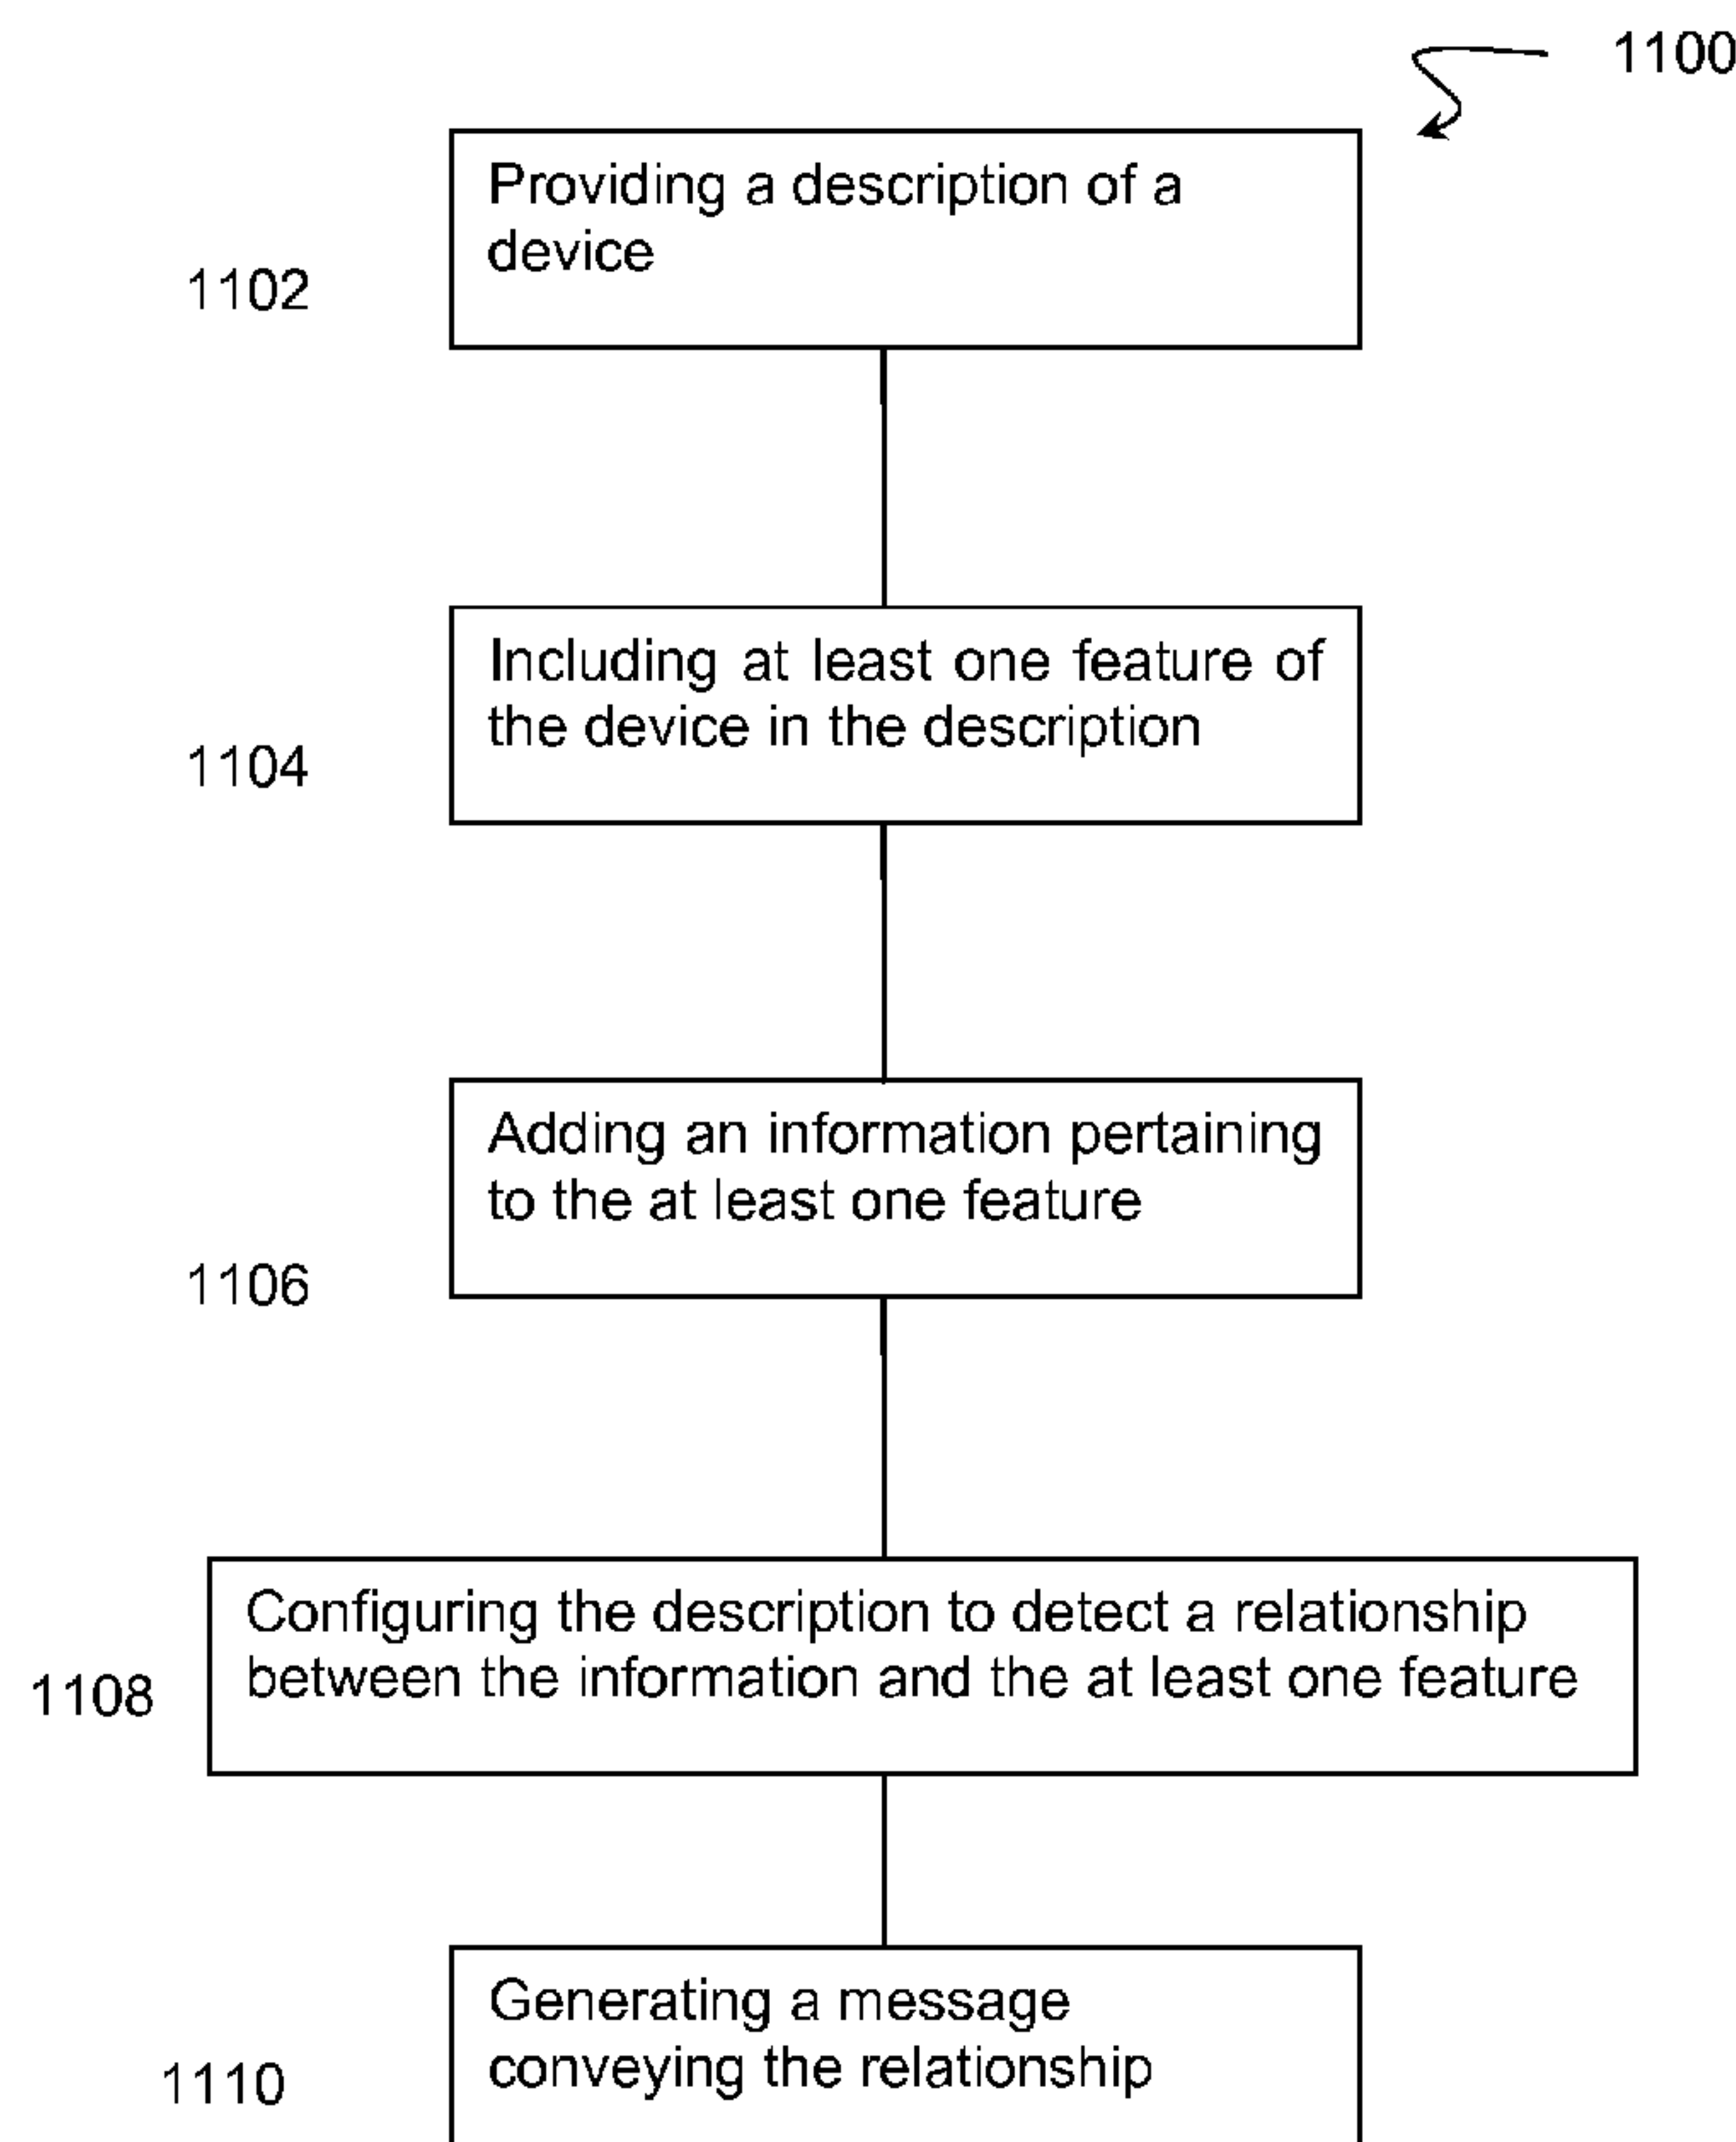 1100
Providing a description of a
device
1102
Including at least one feature of
the device in the description
1104
Adding an information pertaining
to the at least one feature
1106
Configuring the description to detect a relationship
between the information and the at least one feature
1108
Generating a message
conveying the relationship
1110